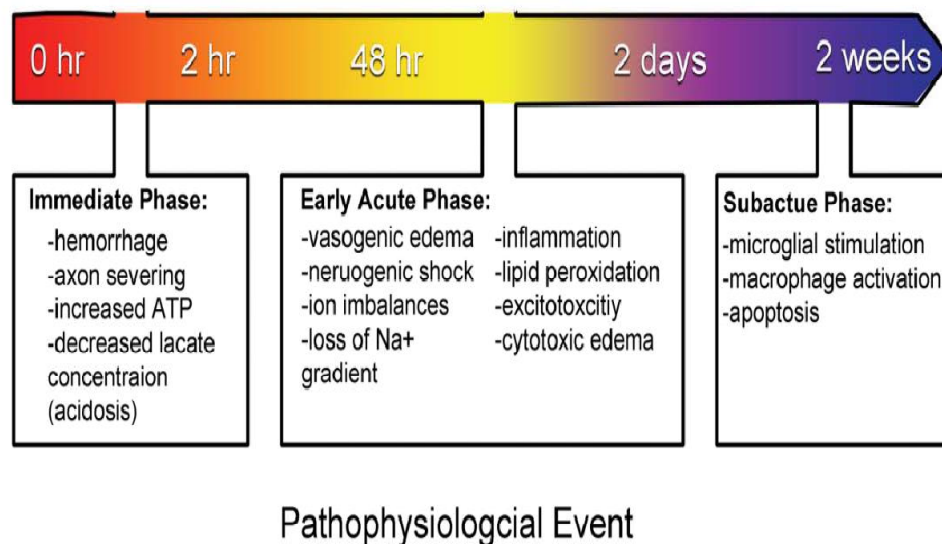 0 hr 2 hr 48 hr 2 days 2 weeks
Immediate Phase:
-hemorrhage
-axon severing
-increased ATP
-decreased lacate
concentraion
(acidosis)
Early Acute Phase:
-vasogenic edema
-neruogenic shock
-ion imbalances
-loss of Na+
gradient
-inflammation
-lipid peroxidation
-excitotoxcitiy
-cytotoxic edema
Subactue Phase:
-microglial stimulation
-macrophage activation
-apoptosis
Pathophysiologcial Event